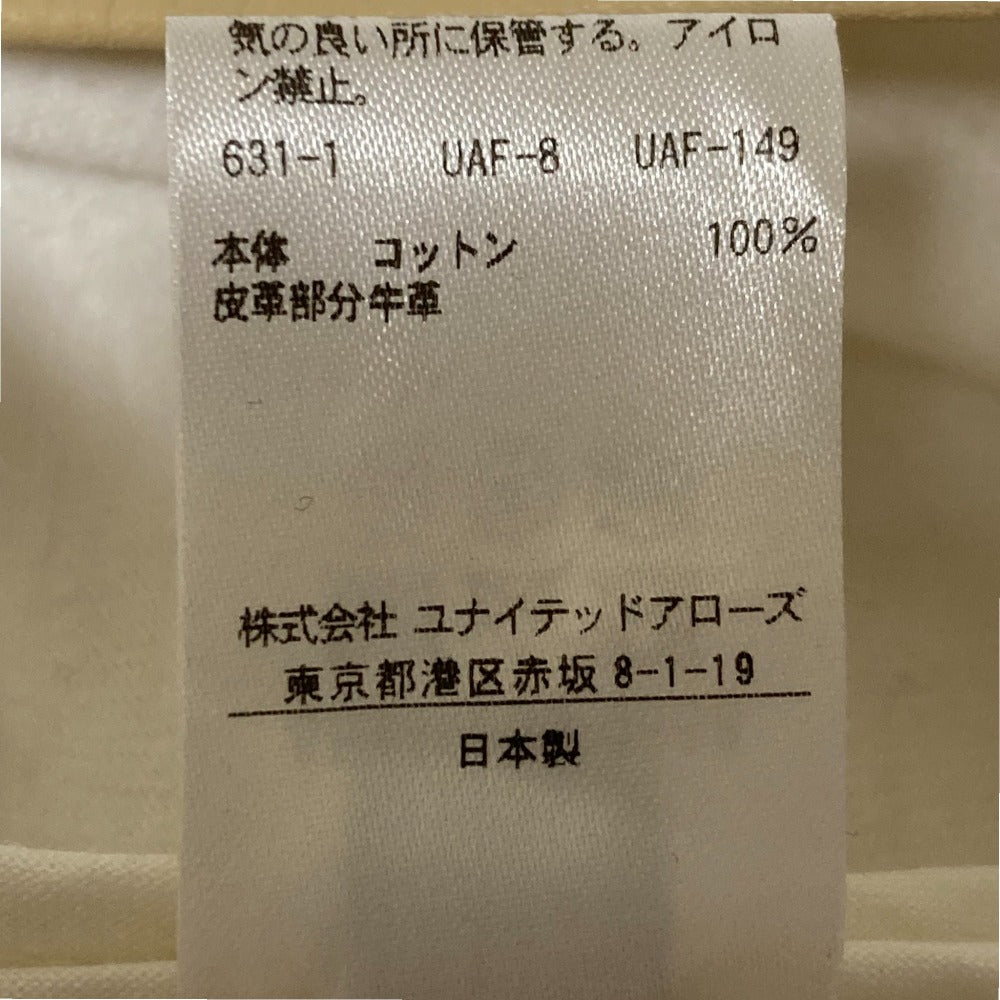 気の良い所に保管する。アイロ
ン禁止。
631-1 UAF-8 UAF-149
本体 コットン 100%
皮革部分牛革
株式会社 ユナイテッドアローズ
東京都港区赤坂 8-1-19
日本製